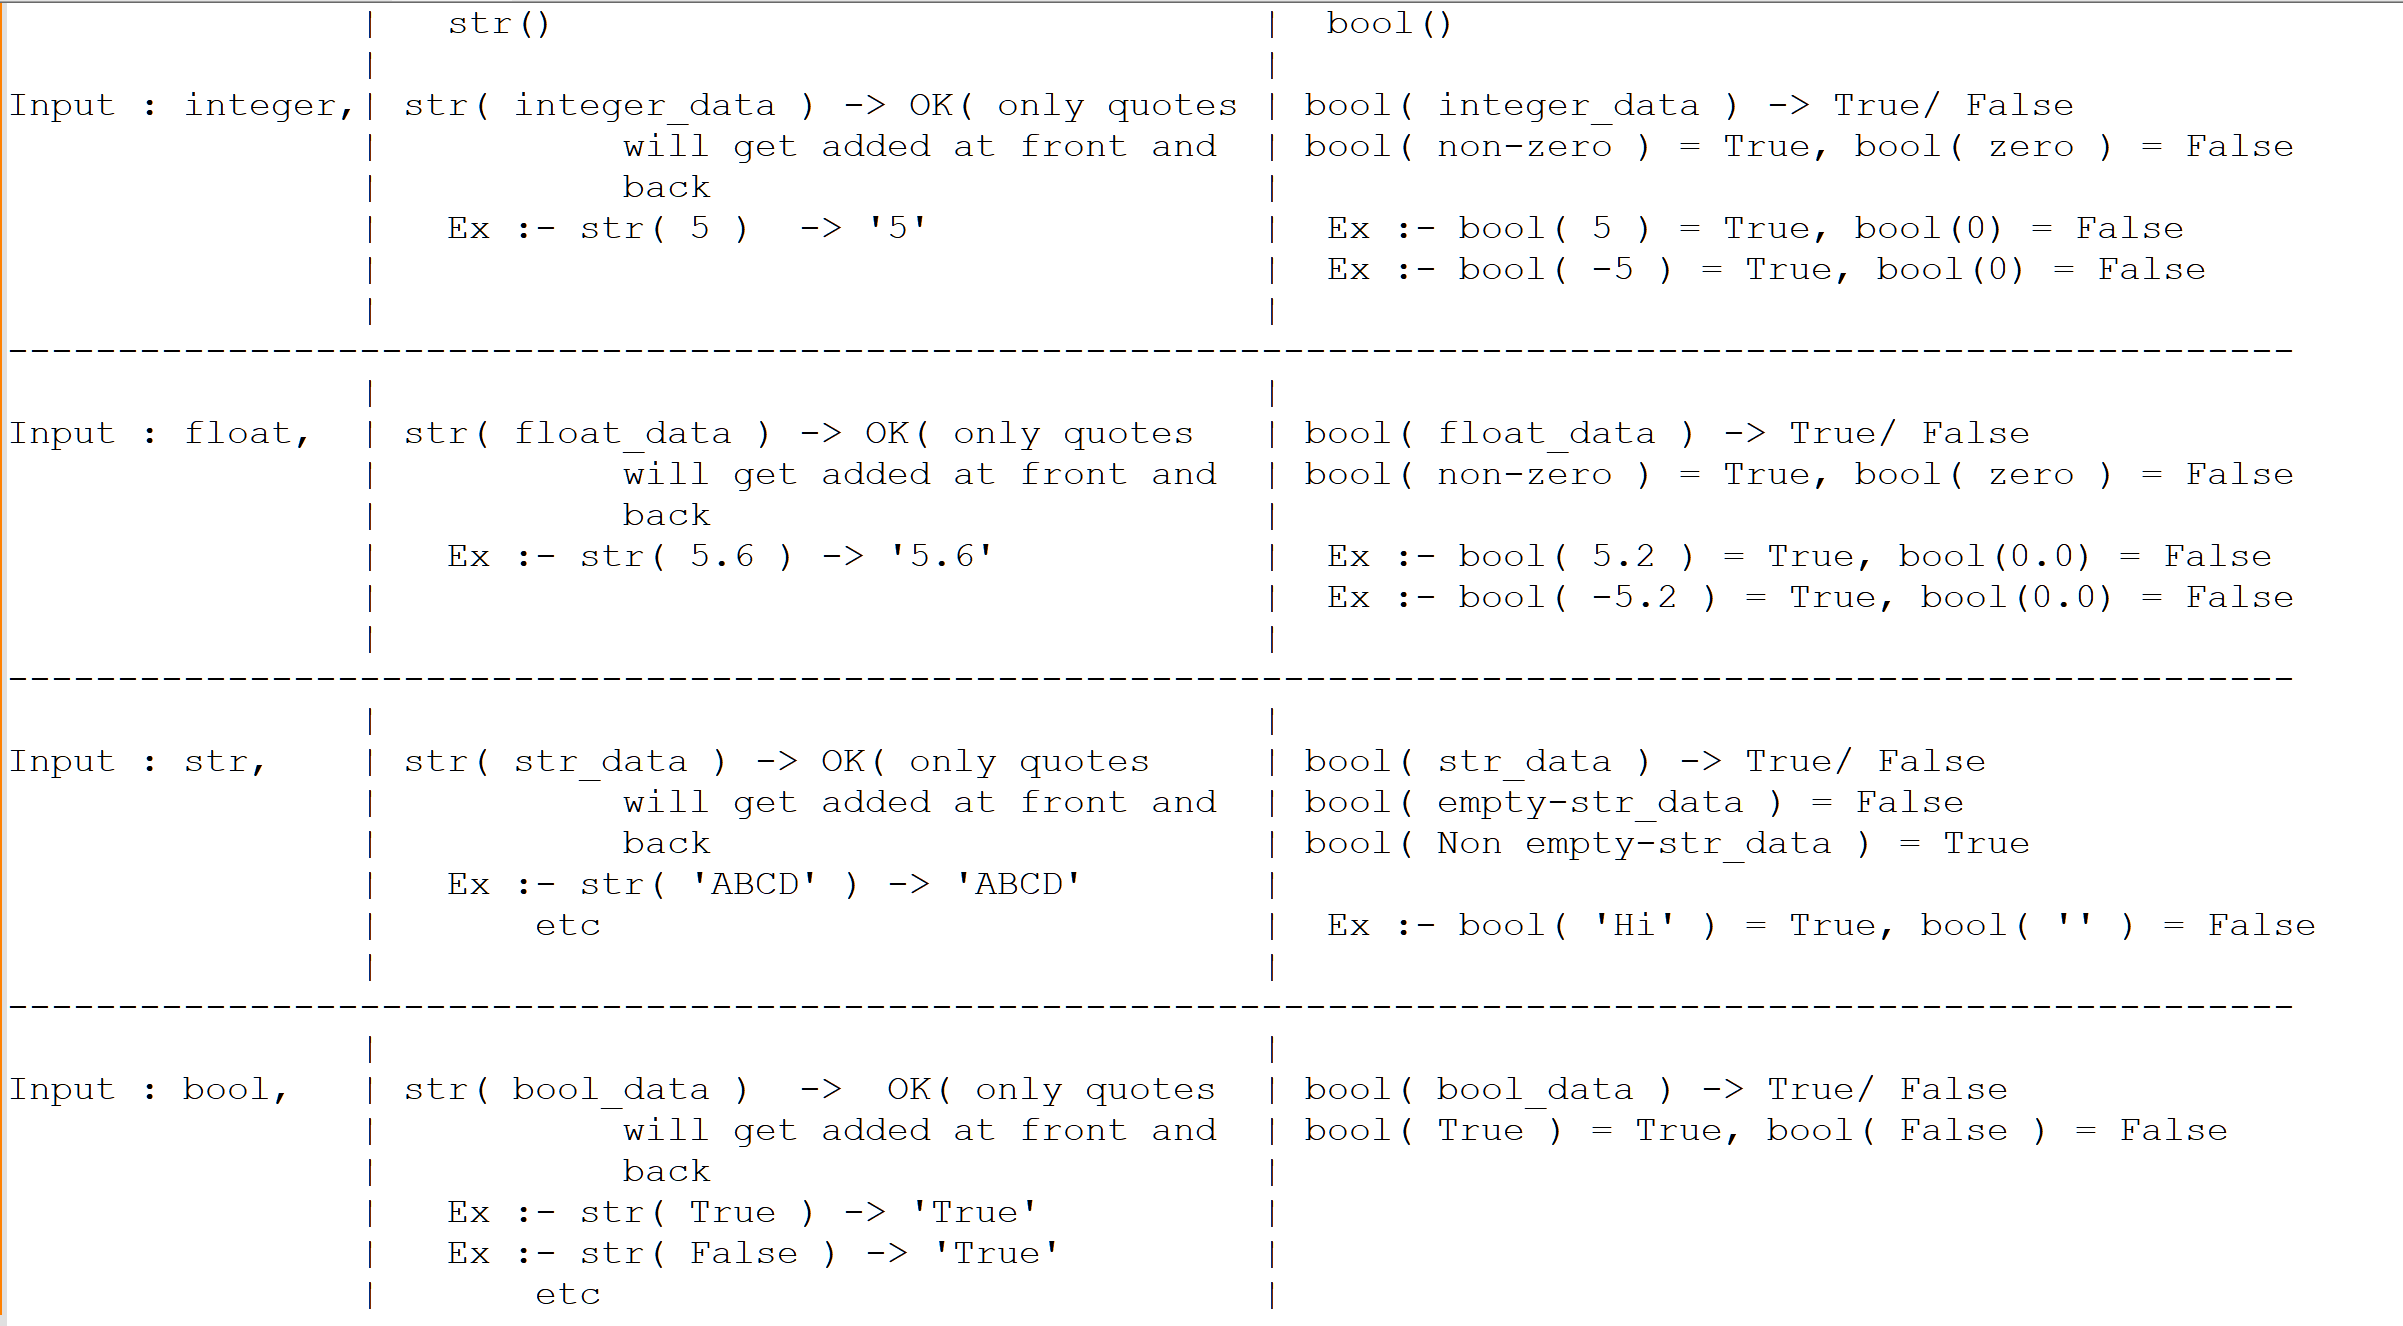 |   str()                                |  bool()
                 |                                        |
Input : integer, | str( integer_data ) -> OK( only quotes | bool( integer_data ) -> True/ False
                 |           will get added at front and  | bool( non-zero ) = True, bool( zero ) = False
                 |           back                         |
                 |   Ex :- str( 5 )  -> '5'               |  Ex :- bool( 5 ) = True, bool(0) = False
                 |                                        |  Ex :- bool( -5 ) = True, bool(0) = False
                 |                                        |
--------------------------------------------------------------------------------------------------------
                 |                                        |
Input : float,   | str( float_data ) -> OK( only quotes   | bool( float_data ) -> True/ False
                 |           will get added at front and  | bool( non-zero ) = True, bool( zero ) = False
                 |           back                         |
                 |   Ex :- str( 5.6 ) -> '5.6'            |  Ex :- bool( 5.2 ) = True, bool(0.0) = False
                 |                                        |  Ex :- bool( -5.2 ) = True, bool(0.0) = False
                 |                                        |
--------------------------------------------------------------------------------------------------------
                 |                                        |
Input : str,     | str( str_data ) -> OK( only quotes     | bool( str_data ) -> True/ False
                 |           will get added at front and  | bool( empty-str_data ) = False
                 |           back                         | bool( Non empty-str_data ) = True
                 |   Ex :- str( 'ABCD' ) -> 'ABCD'        |
                 |       etc                              |  Ex :- bool( 'Hi' ) = True, bool( '' ) = False
                 |                                        |
--------------------------------------------------------------------------------------------------------
                 |                                        |
Input : bool,    | str( bool_data )  ->  OK( only quotes  | bool( bool_data ) -> True/ False
                 |           will get added at front and  | bool( True ) = True, bool( False ) = False
                 |           back                         |
                 |   Ex :- str( True ) -> 'True'          |
                 |   Ex :- str( False ) -> 'True'         |
                 |       etc                              |